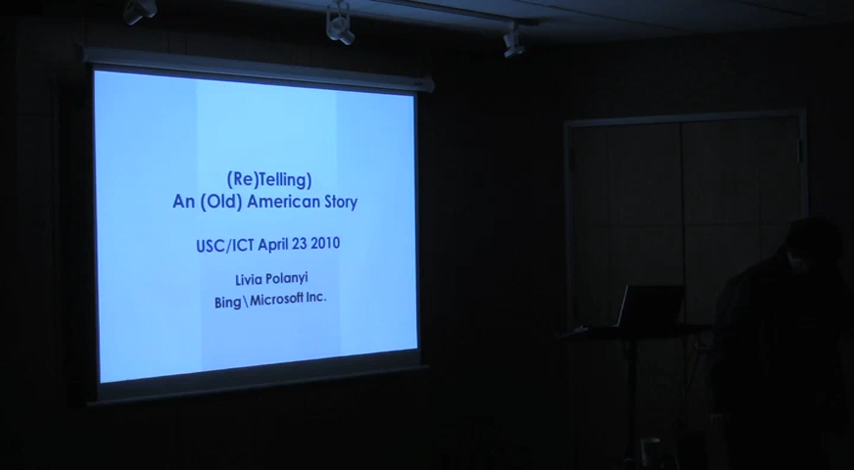 (Re)Telling)
An (Old) American Story
USC/ICT April 23 2010
Livia Polanyi
Bing\Microsoft Inc.